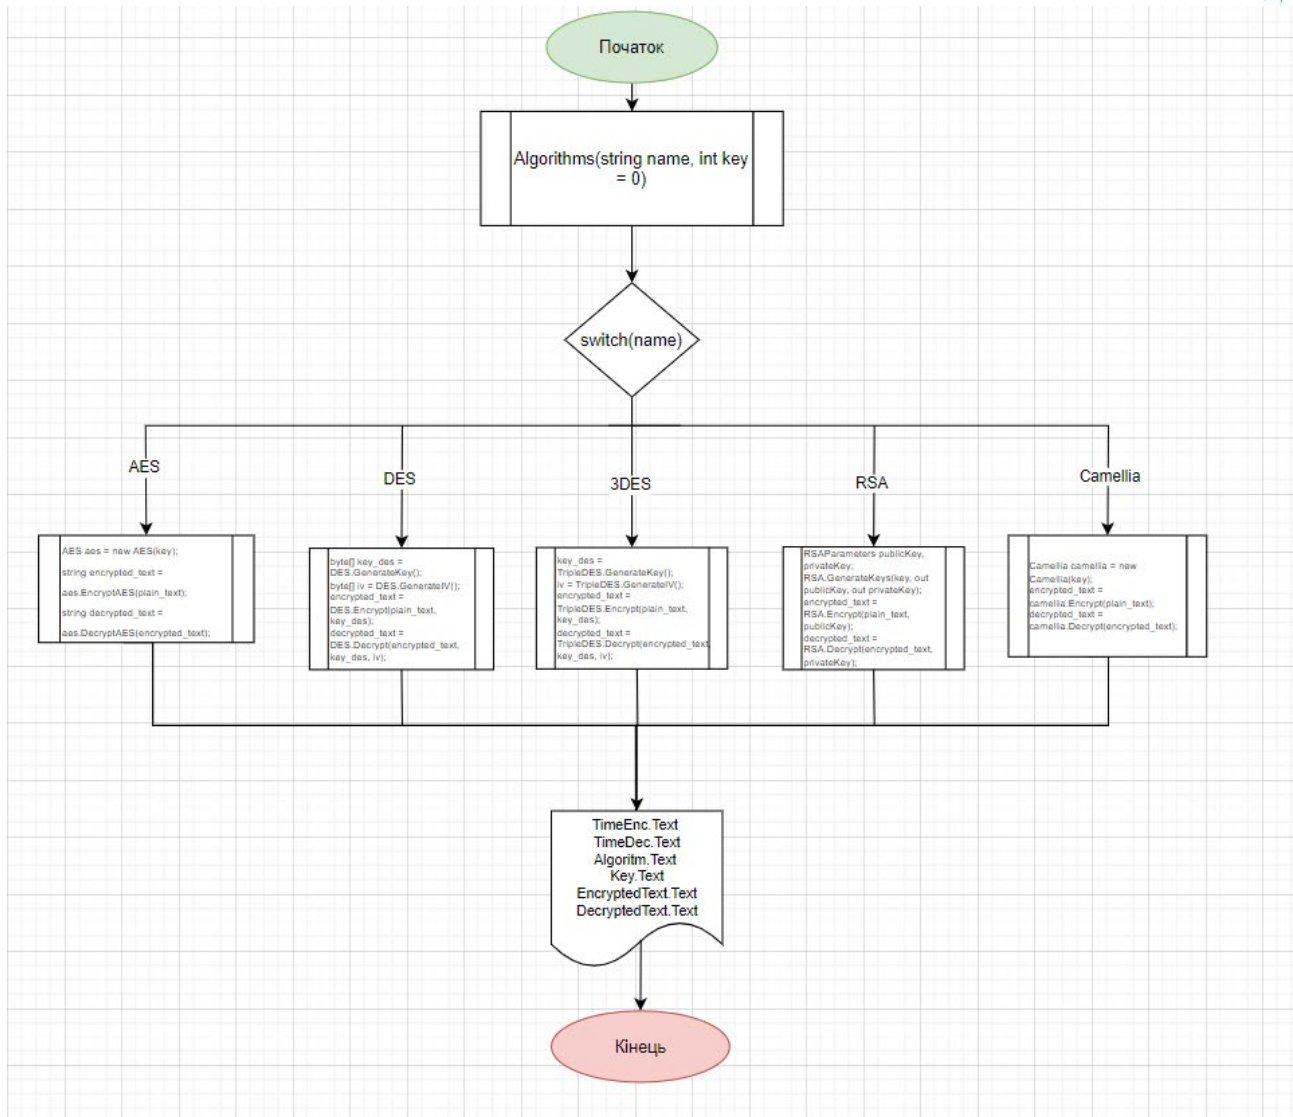 Початок
Algorithms(string name, int key
= 0)
switch(name)
AES
DES
3DES
RSA
Camellia
AES aes = new AES(key);
string encrypted_text =
aes.EncryptAES(plain_text);
string decrypted_text =
aes.DecryptAES(encrypted_text);
byte[] key_des =
DES.GenerateKey();
byte[] iv = DES.GenerateIV();
encrypted_text =
DES.Encrypt(plain_text,
key_des);
decrypted_text =
DES.Decrypt(encrypted_text,
key_des, iv);
key_des =
TripleDES.GenerateKey();
iv = TripleDES.GenerateIV();
encrypted_text =
TripleDES.Encrypt(plain_text,
key_des);
decrypted_text =
TripleDES.Decrypt(encrypted_text,
key_des, iv);
RSAParameters publicKey,
privateKey;
RSA.GenerateKeys(key, out
publicKey, out privateKey);
encrypted_text =
RSA.Encrypt(plain_text,
publicKey);
decrypted_text =
RSA.Decrypt(encrypted_text,
privateKey);
Camellia camellia = new
Camellia(key);
encrypted_text =
camellia.Encrypt(plain_text);
decrypted_text =
camellia.Decrypt(encrypted_text);
TimeEnc.Text
TimeDec.Text
Algoritm.Text
Key.Text
EncryptedText.Text
DecryptedText.Text
Кінець